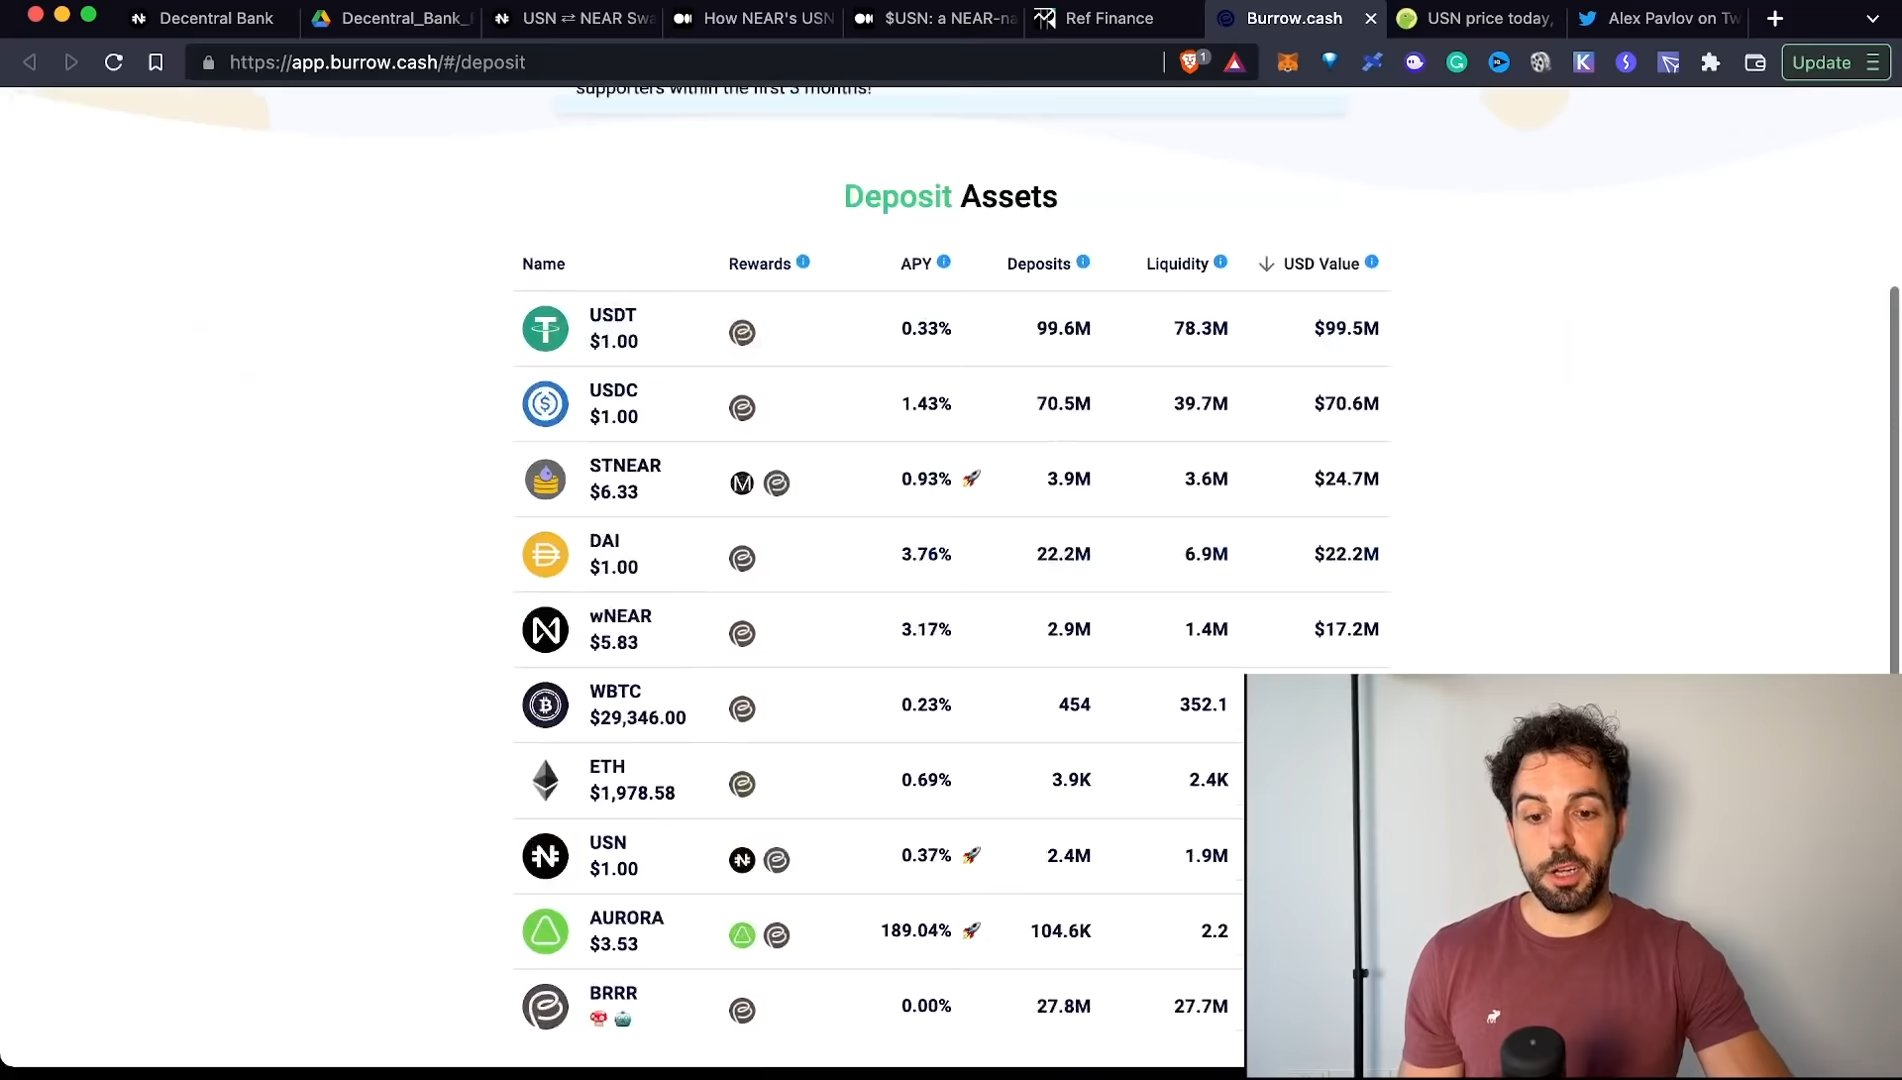 Decentral Bank
Decentral_Bank_
USN ⇄ NEAR Swa
How NEAR's USN
$USN: a NEAR-na
Ref Finance
Burrow.cash
USN price today,
Alex Pavlov on Tw
https://app.burrow.cash/#/deposit
1
Update
supporters within the first 3 months!
Deposit Assets
Name Rewards APY Deposits Liquidity USD Value
USDT
$1.00
0.33% 99.6M 78.3M $99.5M
USDC
$1.00
1.43% 70.5M 39.7M $70.6M
STNEAR
$6.33
0.93% 3.9M 3.6M $24.7M
DAI
$1.00
3.76% 22.2M 6.9M $22.2M
wNEAR
$5.83
3.17% 2.9M 1.4M $17.2M
WBTC
$29,346.00
0.23% 454 352.1
ETH
$1,978.58
0.69% 3.9K 2.4K
USN
$1.00
0.37% 2.4M 1.9M
AURORA
$3.53
189.04% 104.6K 2.2
BRRR
0.00% 27.8M 27.7M